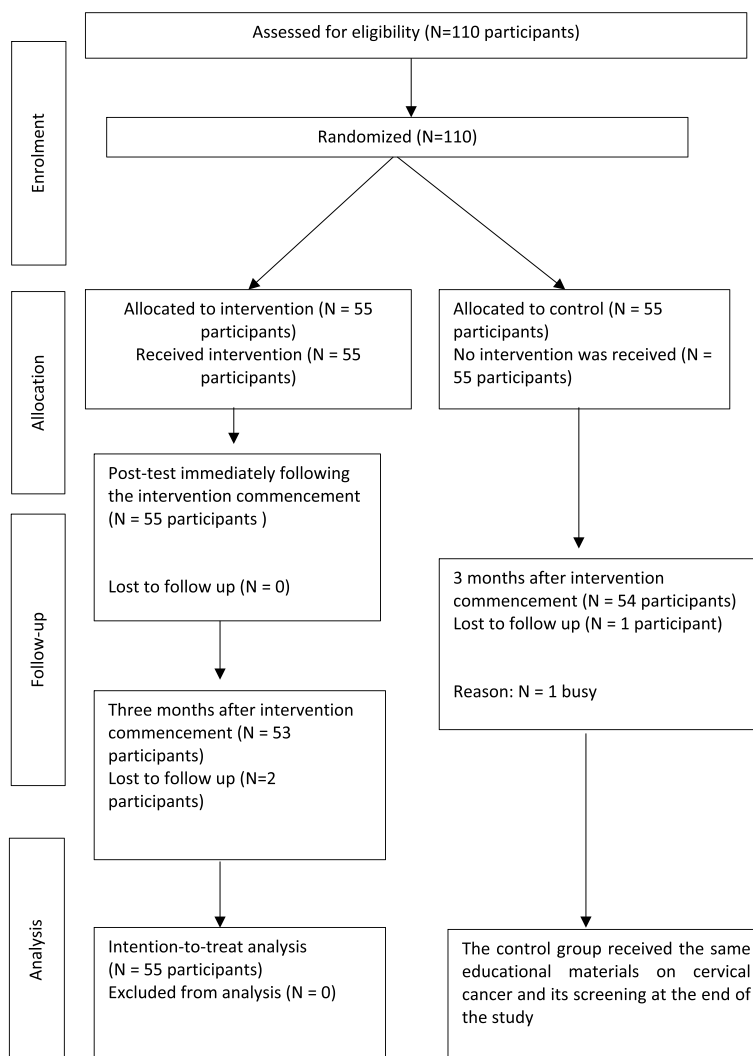 Assessed for eligibility (N=110 participants)
Enrolment
Randomized (N=110)
Allocation
Allocated to intervention (N = 55
participants)
Received intervention (N = 55
participants)
Allocated to control (N = 55
participants)
No intervention was received (N =
55 participants)
Follow-up
Post-test immediately following
the intervention commencement
(N = 55 participants )
Lost to follow up (N = 0)
3 months after intervention
commencement (N = 54 participants)
Lost to follow up (N = 1 participant)
Reason: N = 1 busy
Three months after intervention
commencement (N = 53
participants)
Lost to follow up (N=2
participants)
Analysis
Intention-to-treat analysis
(N = 55 participants)
Excluded from analysis (N = 0)
The control group received the same
educational materials on cervical
cancer and its screening at the end of
the study